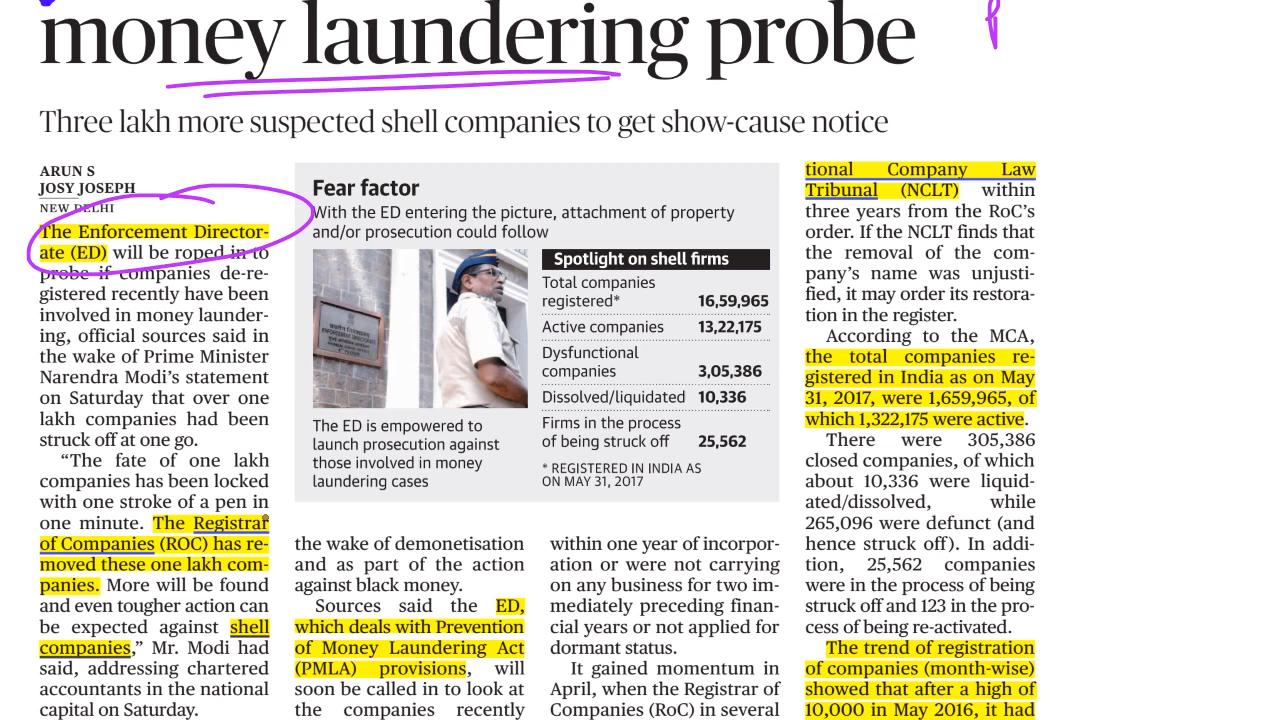 money laundering probe
Three lakh more suspected shell companies to get show-cause notice
ARUN S
JOSY JOSEPH
NEW DELHI
The Enforcement Director-
ate (ED) will be roped in to
probe if companies de-re-
gistered recently have been
involved in money launder-
ing, official sources said in
the wake of Prime Minister
Narendra Modi's statement
on Saturday that over one
lakh companies had been
struck off at one go.
“The fate of one lakh
companies has been locked
with one stroke of a pen in
one minute. The Registrar
of Companies (ROC) has re-
moved these one lakh com-
panies. More will be found
and even tougher action can
be expected against shell
companies,” Mr. Modi had
said, addressing chartered
accountants in the national
capital on Saturday.
Fear factor
With the ED entering the picture, attachment of property
and/or prosecution could follow
ENFORCEMENT DIRECTORATE
The ED is empowered to
launch prosecution against
those involved in money
laundering cases
Spotlight on shell firms
Total companies
registered* 16,59,965
Active companies 13,22,175
Dysfunctional
companies 3,05,386
Dissolved/liquidated 10,336
Firms in the process
of being struck off 25,562
* REGISTERED IN INDIA AS
ON MAY 31, 2017
the wake of demonetisation
and as part of the action
against black money.
Sources said the ED,
which deals with Prevention
of Money Laundering Act
(PMLA) provisions, will
soon be called in to look at
the companies recently
within one year of incorpor-
ation or were not carrying
on any business for two im-
mediately preceding finan-
cial years or not applied for
dormant status.
It gained momentum in
April, when the Registrar of
Companies (RoC) in several
tional Company Law
Tribunal (NCLT) within
three years from the RoC's
order. If the NCLT finds that
the removal of the com-
pany's name was unjusti-
fied, it may order its restora-
tion in the register.
According to the MCA,
the total companies re-
gistered in India as on May
31, 2017, were 1,659,965, of
which 1,322,175 were active.
There were 305,386
closed companies, of which
about 10,336 were liquid-
ated/dissolved, while
265,096 were defunct (and
hence struck off). In addi-
tion, 25,562 companies
were in the process of being
struck off and 123 in the pro-
cess of being re-activated.
The trend of registration
of companies (month-wise)
showed that after a high of
10,000 in May 2016, it had